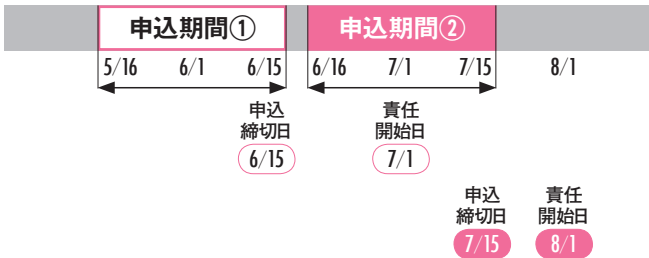 申込期間① 申込期間②
5/16 6/1 6/15 6/16 7/1 7/15 8/1
申込 責任
締切日 開始日
6/15 7/1
申込 責任
締切日 開始日
7/15 8/1